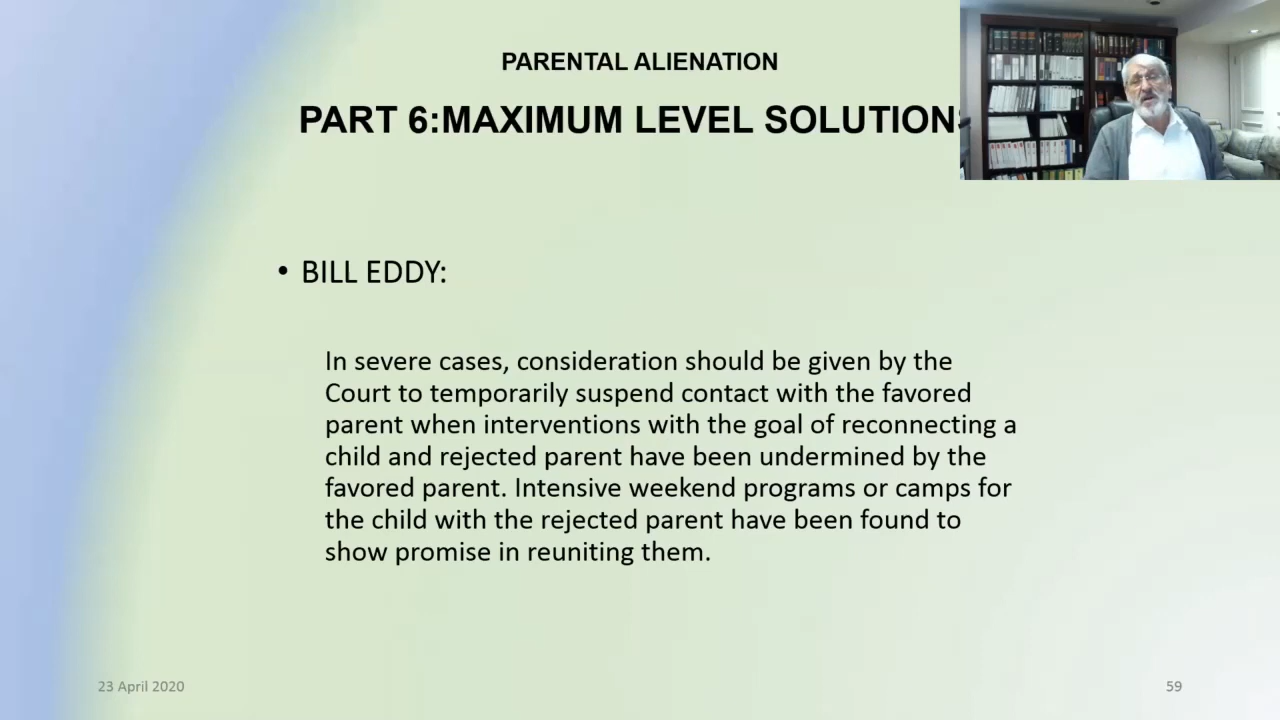 PARENTAL ALIENATION
PART 6:MAXIMUM LEVEL SOLUTIONS
• BILL EDDY:
In severe cases, consideration should be given by the
Court to temporarily suspend contact with the favored
parent when interventions with the goal of reconnecting a
child and rejected parent have been undermined by the
favored parent. Intensive weekend programs or camps for
the child with the rejected parent have been found to
show promise in reuniting them.
23 April 2020
59